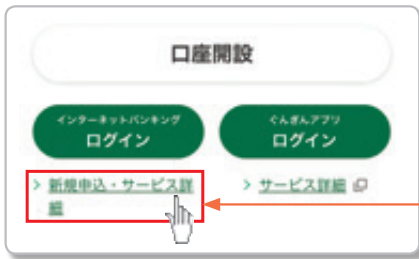 口座開設
インターネットバンキング
ログイン
ぐんぎんアプリ
ログイン
新規申込・サービス詳
細
サービス詳細